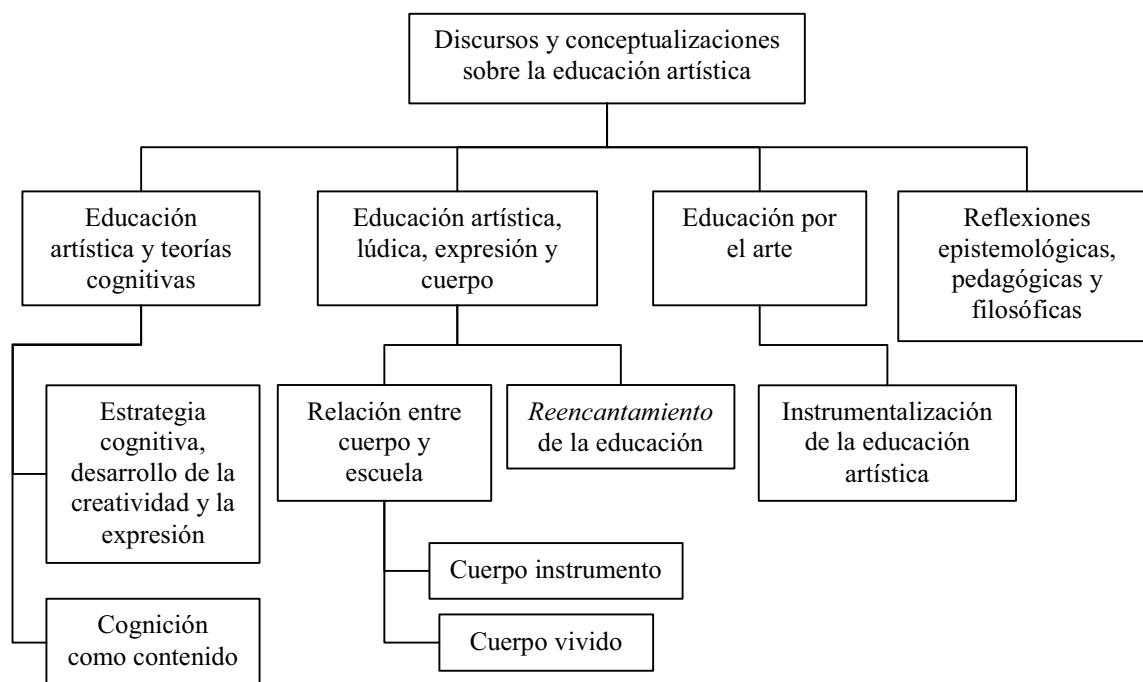 Discursos y conceptualizaciones
sobre la educación artística
Educación
artística y teorías
cognitivas
Educación artística,
lúdica, expresión y
cuerpo
Educación por
el arte
Reflexiones
epistemológicas,
pedagógicas y
filosóficas
Estrategia
cognitiva,
desarrollo de la
creatividad y la
expresión
Relación entre
cuerpo y
escuela
Reencantamiento
de la educación
Instrumentalización
de la educación
artística
Cuerpo instrumento
Cuerpo vivido
Cognición
como contenido